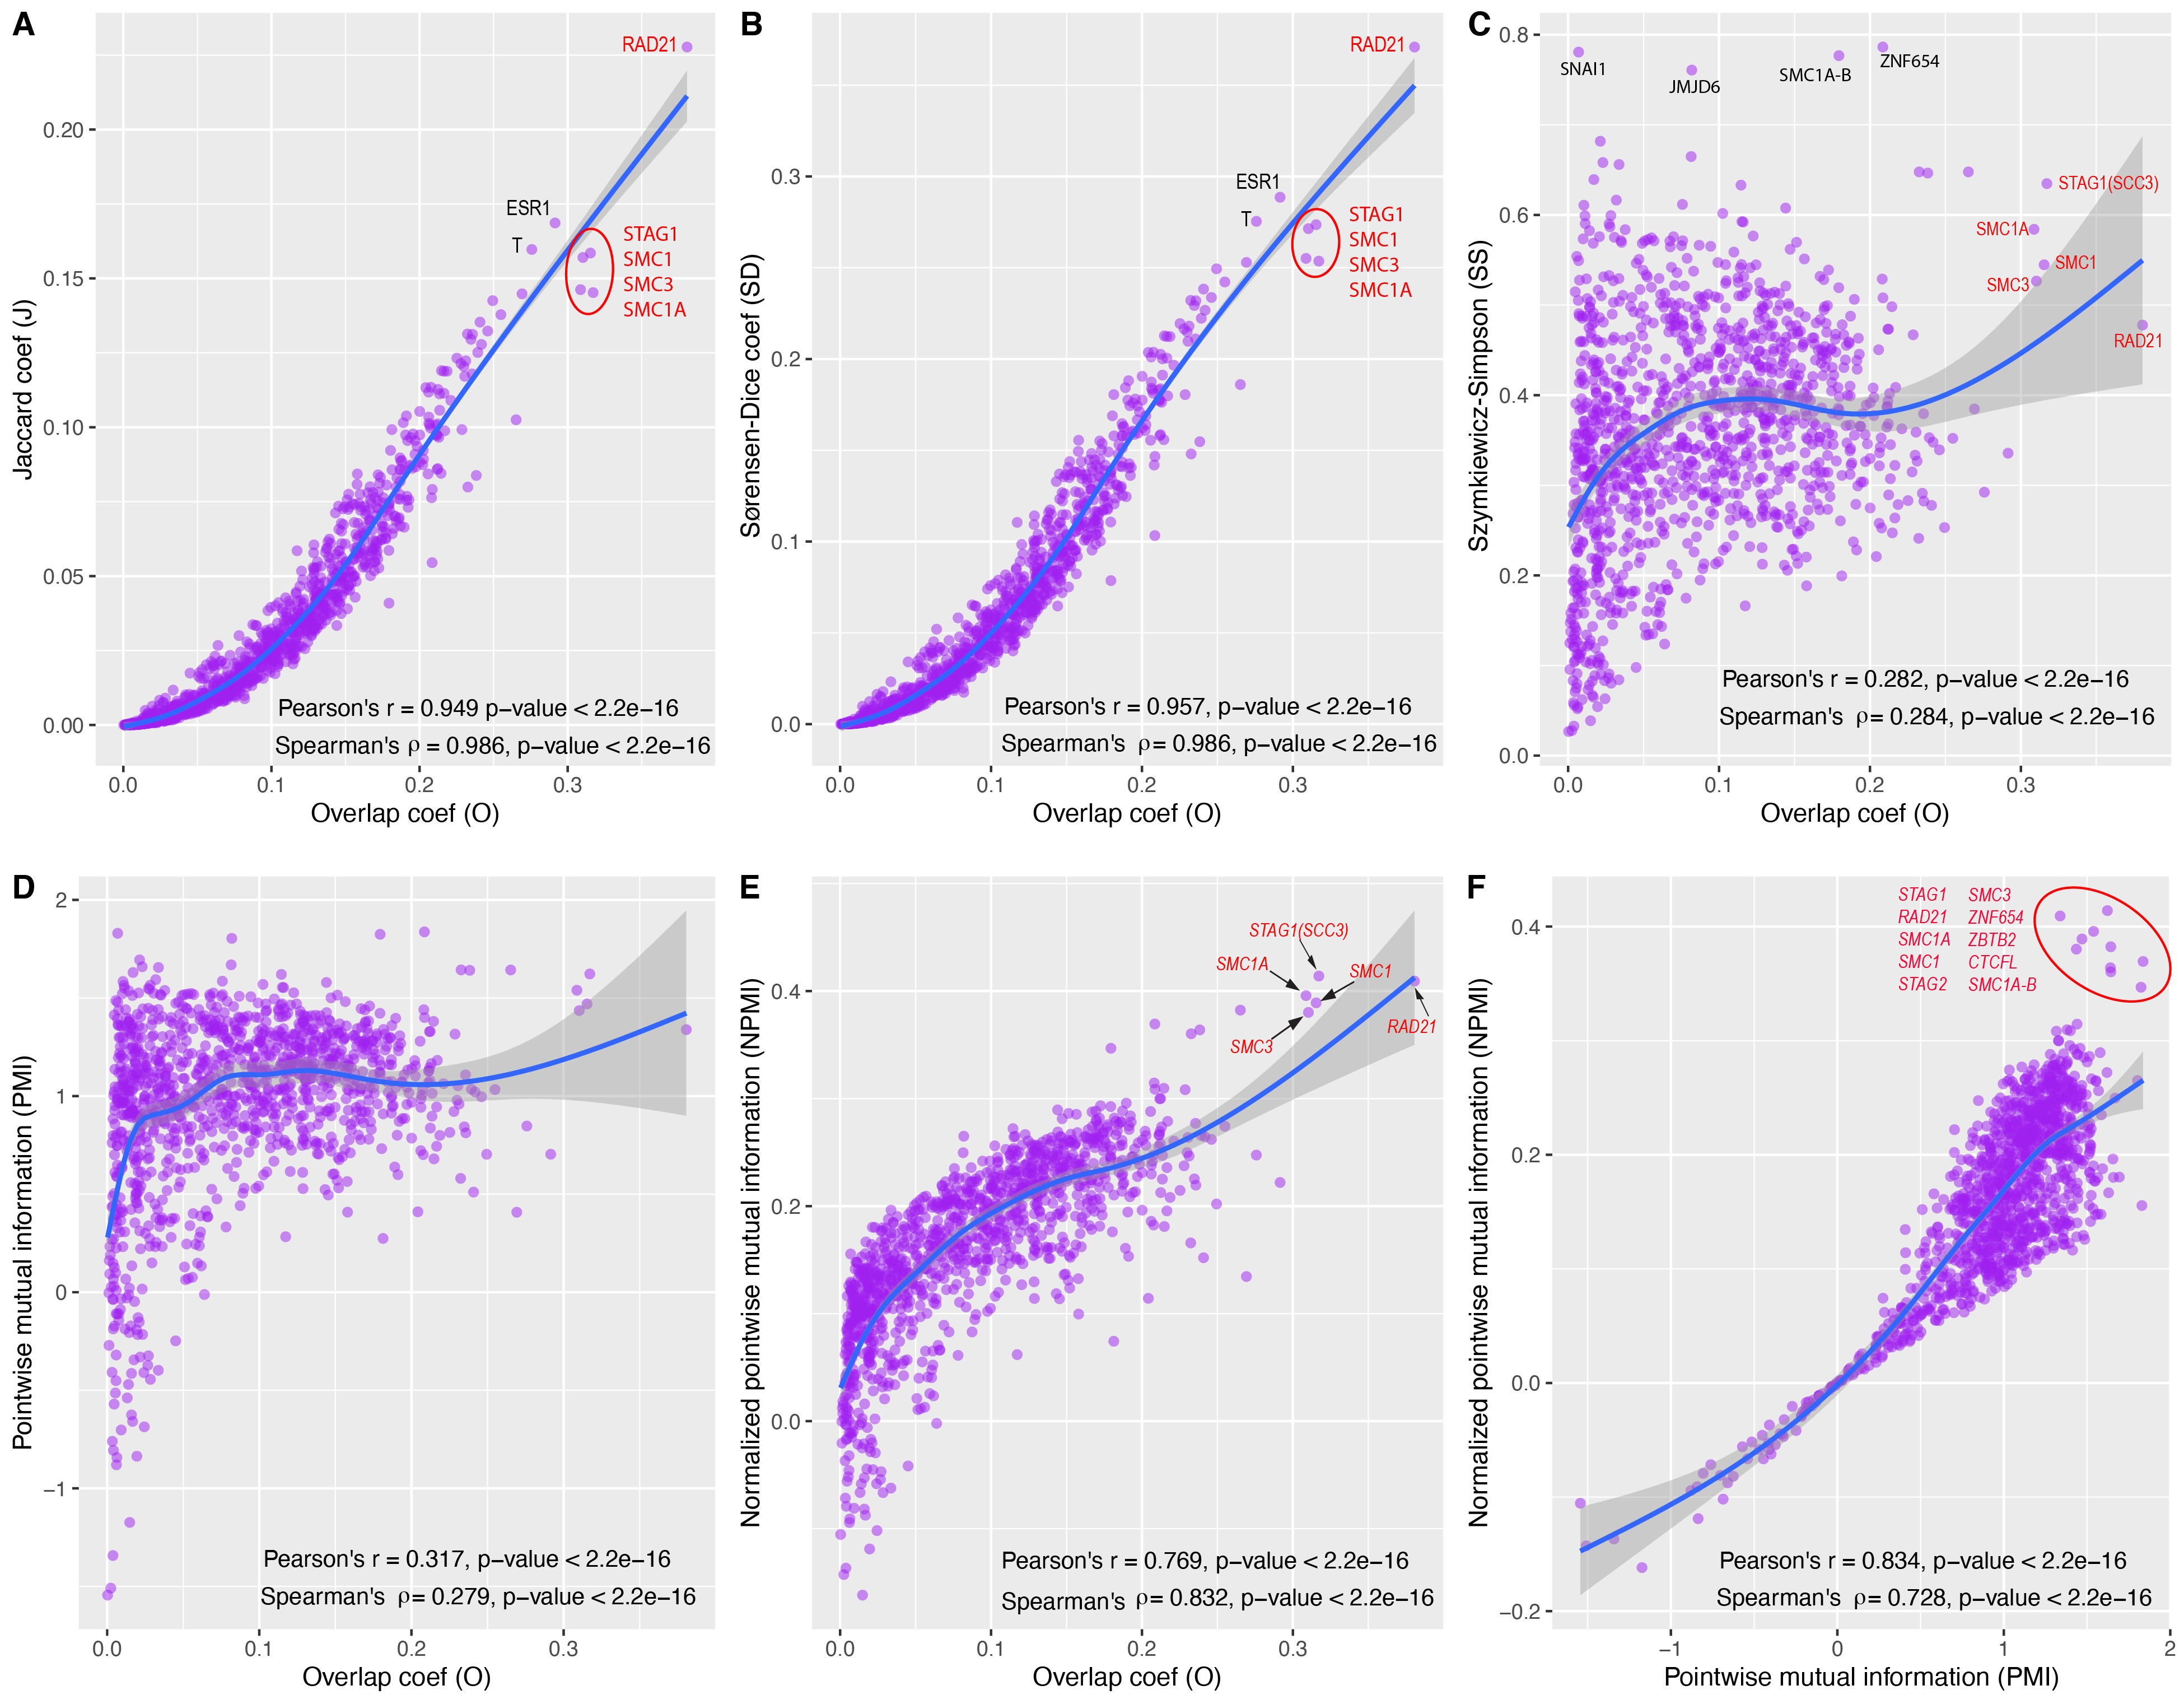 A
Jaccard coef (J)
0.20
0.15
0.10
0.05
0.00
RAD21
ESR1
T
STAG1
SMC1
SMC3
SMC1A
Pearson's r = 0.949 p−value < 2.2e−16
Spearman's ρ = 0.986, p−value < 2.2e−16
0.0 0.1 0.2 0.3
Overlap coef (O)
B
Sørensen-Dice coef (SD)
0.3
0.2
0.1
0.0
RAD21
ESR1
T
STAG1
SMC1
SMC3
SMC1A
Pearson's r = 0.957, p−value < 2.2e−16
Spearman's ρ = 0.986, p−value < 2.2e−16
0.0 0.1 0.2 0.3
Overlap coef (O)
C
Szymkiewicz-Simpson (SS)
0.8
0.6
0.4
0.2
0.0
SNAI1
JMJD6
SMC1A-B
ZNF654
STAG1(SCC3)
SMC1A
SMC1
SMC3
RAD21
Pearson's r = 0.282, p−value < 2.2e−16
Spearman's ρ = 0.284, p−value < 2.2e−16
0.0 0.1 0.2 0.3
Overlap coef (O)
D
Pointwise mutual information (PMI)
2
1
0
−1
Pearson's r = 0.317, p−value < 2.2e−16
Spearman's ρ = 0.279, p−value < 2.2e−16
0.0 0.1 0.2 0.3
Overlap coef (O)
E
Normalized pointwise mutual information (NPMI)
0.4
0.2
0.0
STAG1(SCC3)
SMC1A
SMC1
SMC3
RAD21
Pearson's r = 0.769, p−value < 2.2e−16
Spearman's ρ = 0.832, p−value < 2.2e−16
0.0 0.1 0.2 0.3
Overlap coef (O)
F
Normalized pointwise mutual information (NPMI)
0.4
0.2
0.0
−0.2
STAG1 SMC3
RAD21 ZNF654
SMC1A ZBTB2
SMC1 CTCFL
STAG2 SMC1A-B
Pearson's r = 0.834, p−value < 2.2e−16
Spearman's ρ = 0.728, p−value < 2.2e−16
−1 0 1 2
Pointwise mutual information (PMI)